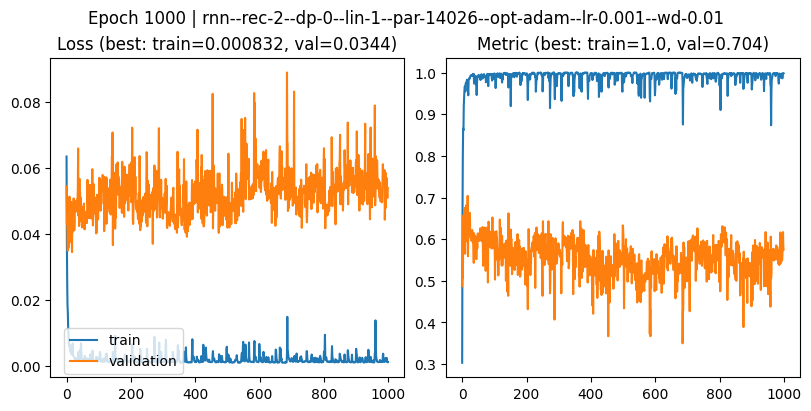 Epoch 1000 | rnn--rec-2--dp-0--lin-1--par-14026--opt-adam--lr-0.001--wd-0.01
Loss (best: train=0.000832, val=0.0344)
0.08
0.06
0.04
0.02
0.00
train
validation
0 200 400 600 800 1000
Metric (best: train=1.0, val=0.704)
1.0
0.9
0.8
0.7
0.6
0.5
0.4
0.3
0 200 400 600 800 1000